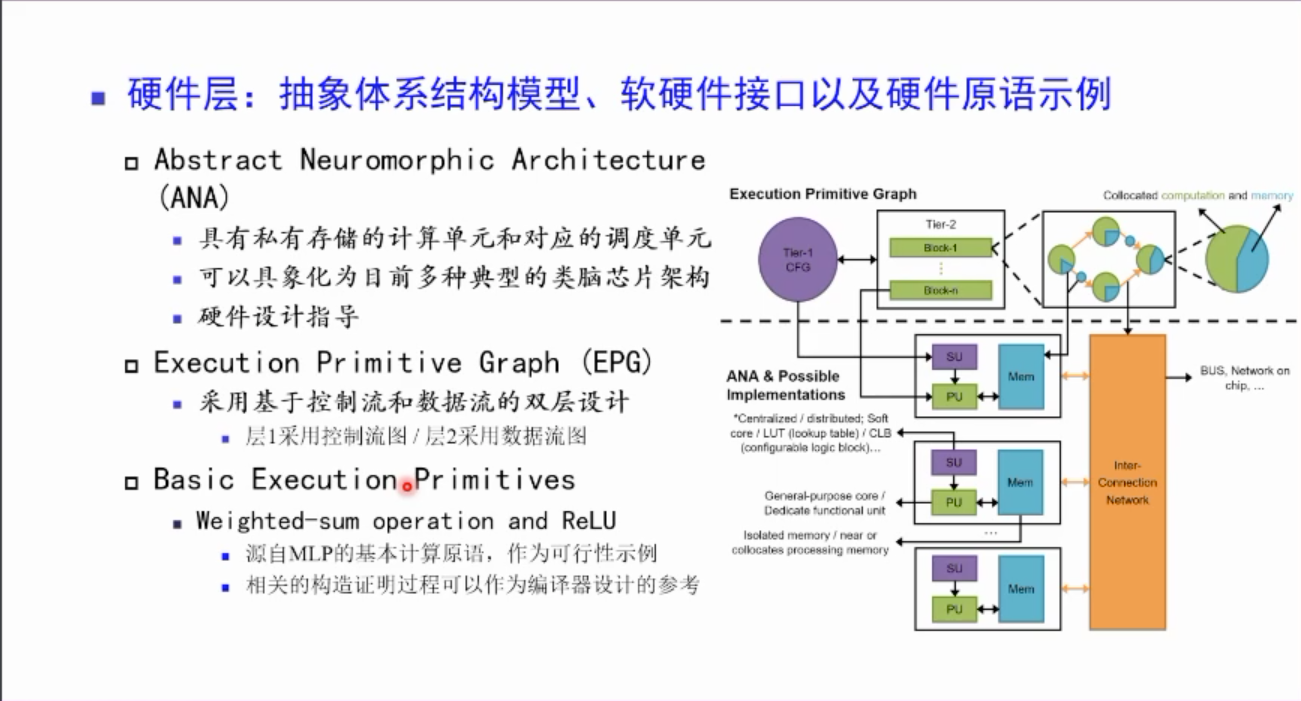 硬件层：抽象体系结构模型、软硬件接口以及硬件原语示例
Abstract Neuromorphic Architecture
(ANA)
具有私有存储的计算单元和对应的调度单元
可以具象化为目前多种典型的类脑芯片架构
硬件设计指导
Execution Primitive Graph (EPG)
采用基于控制流和数据流的双层设计
层1采用控制流图 / 层2采用数据流图
Basic Execution Primitives
Weighted-sum operation and ReLU
源自MLP的基本计算原语，作为可行性示例
相关的构造证明过程可以作为编译器设计的参考
Execution Primitive Graph
Collocated computation and memory
Tier-1
CFG
Tier-2
Block-1
Block-n
ANA & Possible
Implementations
*Centralized / distributed; Soft
core / LUT (lookup table) / CLB
(configurable logic block)...
General-purpose core /
Dedicate functional unit
Isolated memory / near or
collocates processing memory
SU
PU
Mem
SU
PU
Mem
...
SU
PU
Mem
Inter-
Connection
Network
BUS, Network on
chip, ...